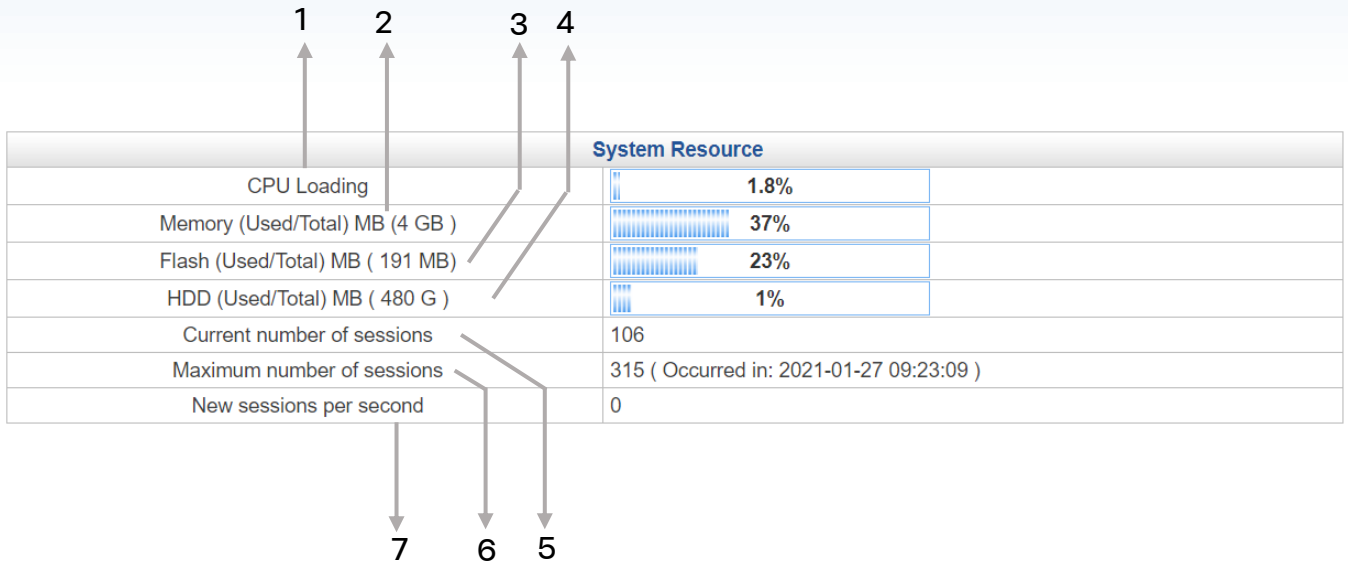 1 2 3 4
System Resource
CPU Loading 1.8%
Memory (Used/Total) MB (4 GB ) 37%
Flash (Used/Total) MB ( 191 MB) 23%
HDD (Used/Total) MB ( 480 G ) 1%
Current number of sessions 106
Maximum number of sessions 315 ( Occurred in: 2021-01-27 09:23:09 )
New sessions per second 0
7 6 5